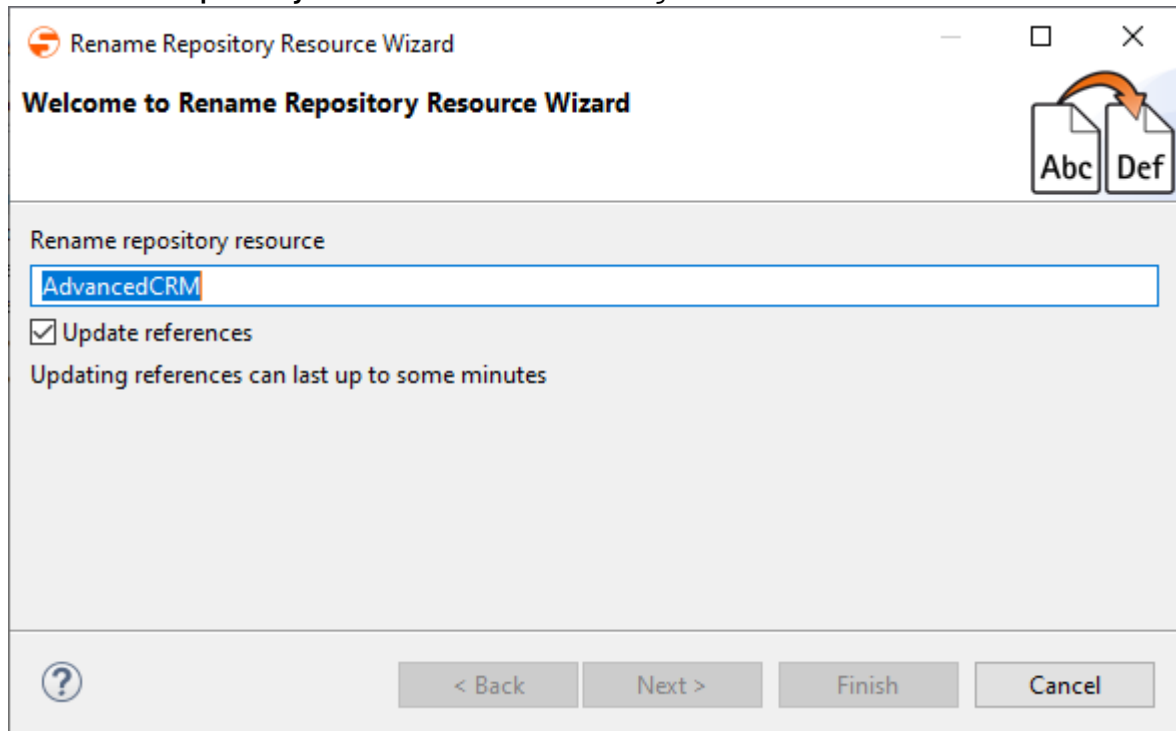 Rename Repository Resource Wizard
Welcome to Rename Repository Resource Wizard
Abc Def
Rename repository resource
AdvancedCRM
Update references
Updating references can last up to some minutes
? < Back Next > Finish Cancel